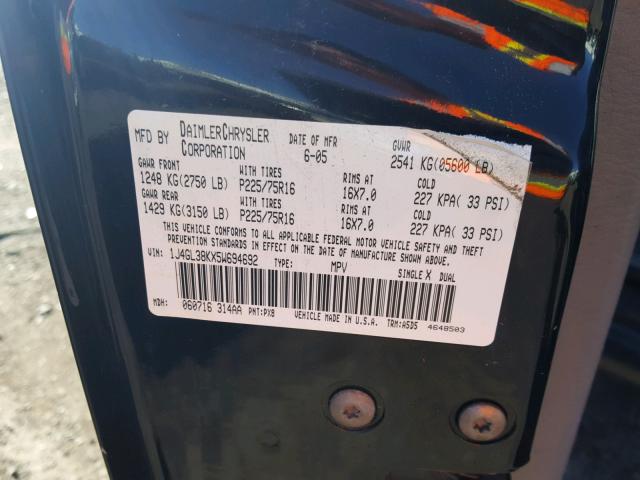 MFD BY DAIMLERCHRYSLER CORPORATION DATE OF MFR 6-05 GVWR 2541 KG(05600 LB)
GAWR FRONT WITH TIRES RIMS AT COLD
1248 KG(2750 LB) P225/75R16 16X7.0 227 KPA( 33 PSI)
GAWR REAR WITH TIRES RIMS AT COLD
1429 KG(3150 LB) P225/75R16 16X7.0 227 KPA( 33 PSI)
THIS VEHICLE CONFORMS TO ALL APPLICABLE FEDERAL MOTOR VEHICLE SAFETY AND THEFT
PREVENTION STANDARDS IN EFFECT ON THE DATE OF MANUFACTURE SHOWN ABOVE.
VIN: 1J4GL38KX5W694692 TYPE: MPV SINGLE X DUAL
MDH: 060716 314AA PNT:PX8 VEHICLE MADE IN U.S.A. TRM:A5D5 4648503